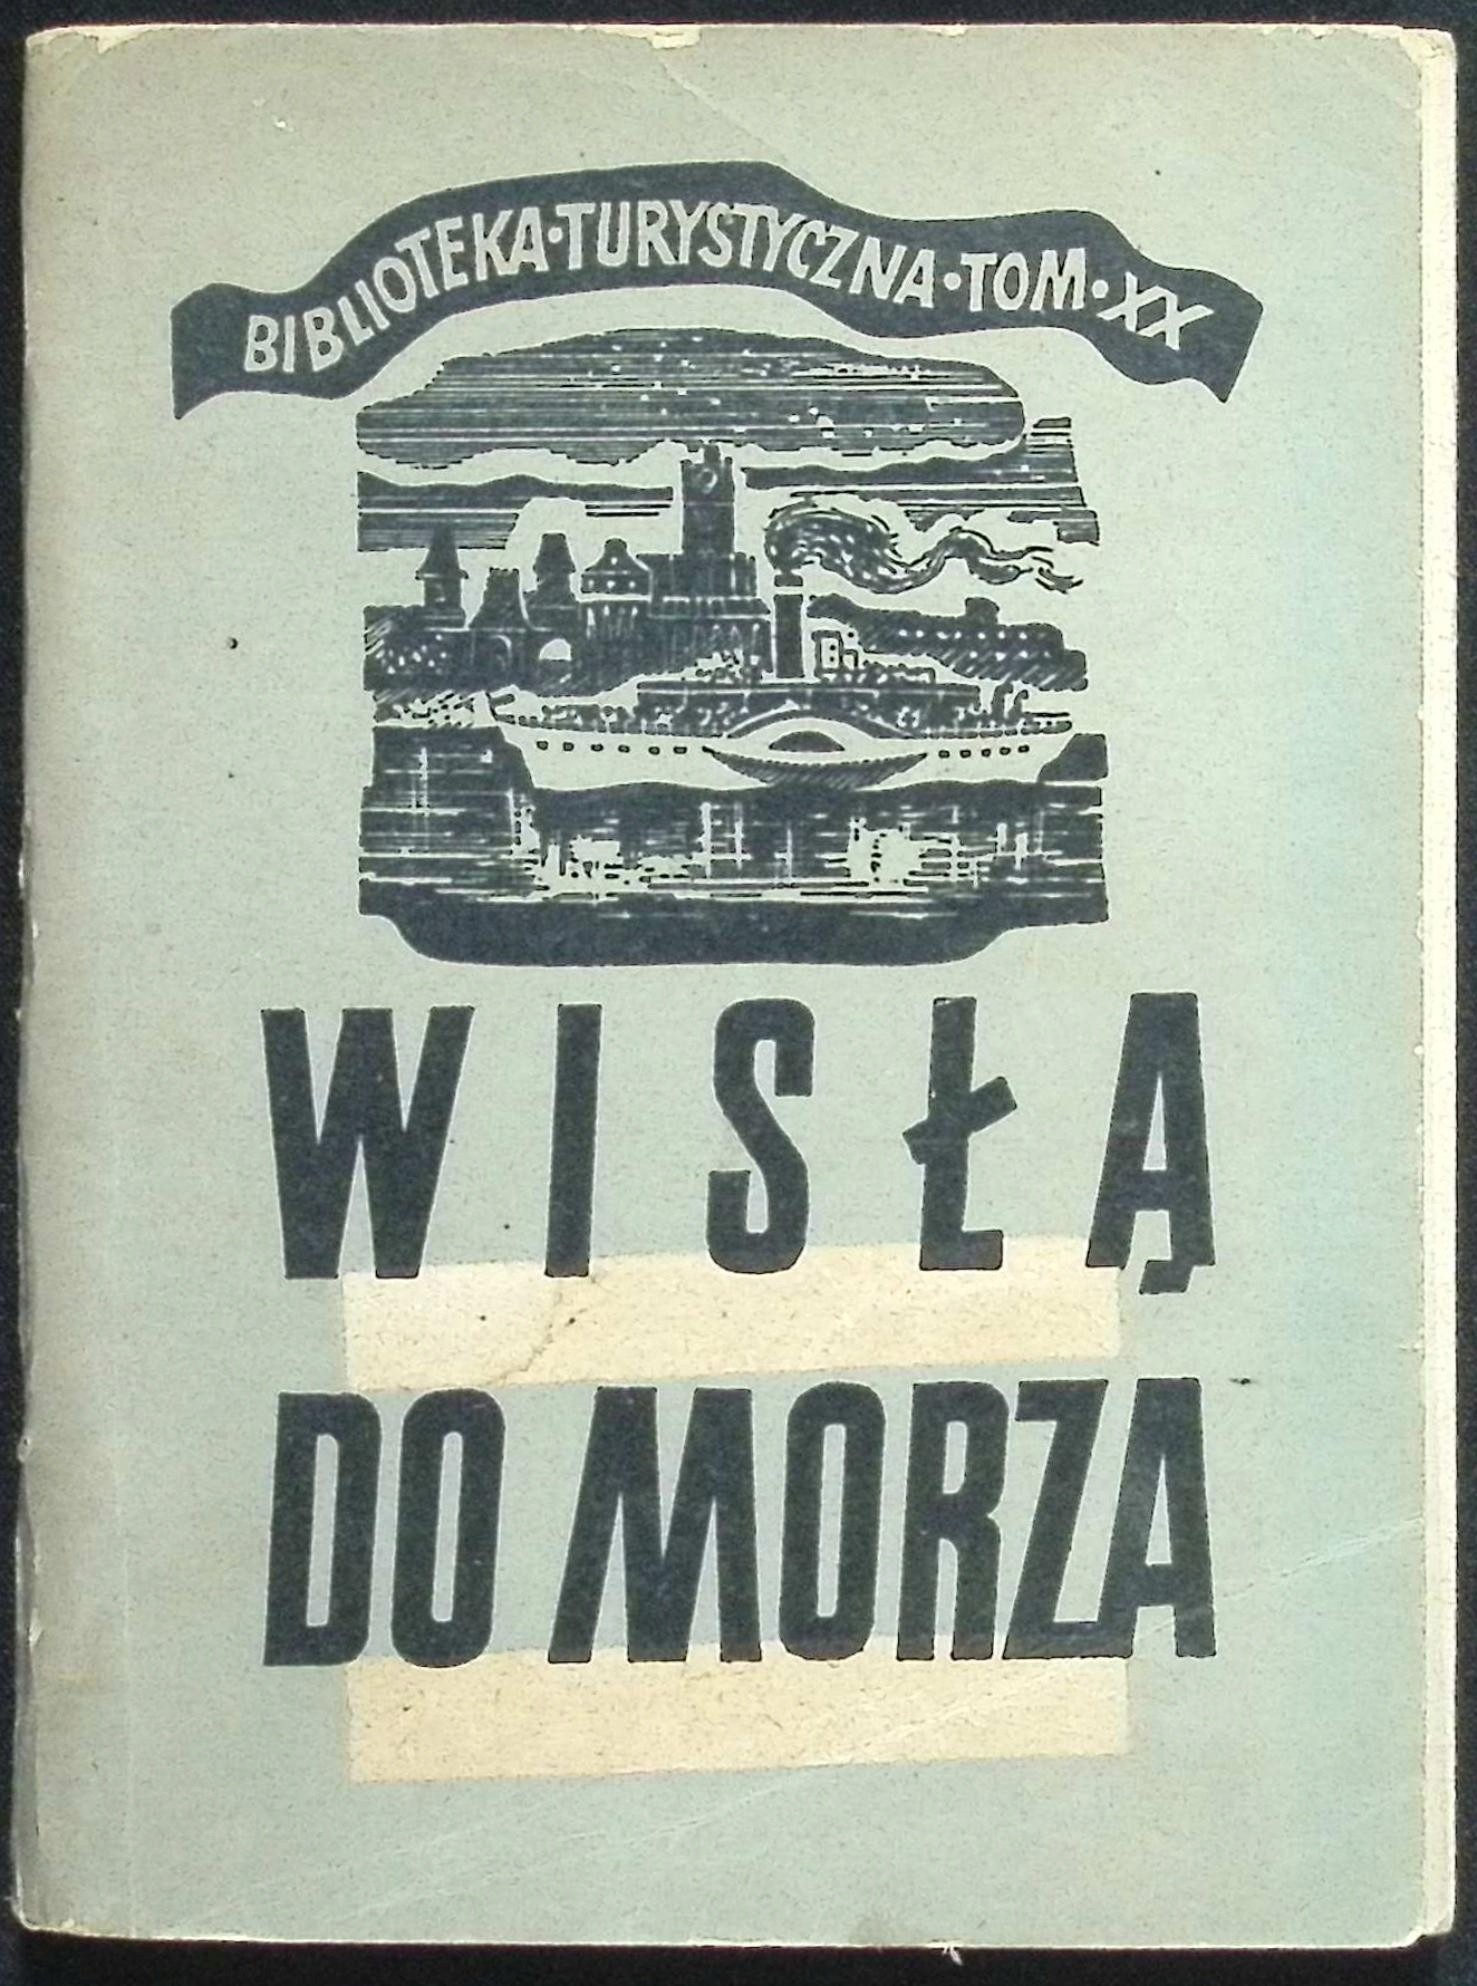 BIBLIOTEKA·TURYSTYCZNA·TOM·XX
WISŁĄ
DO MORZA